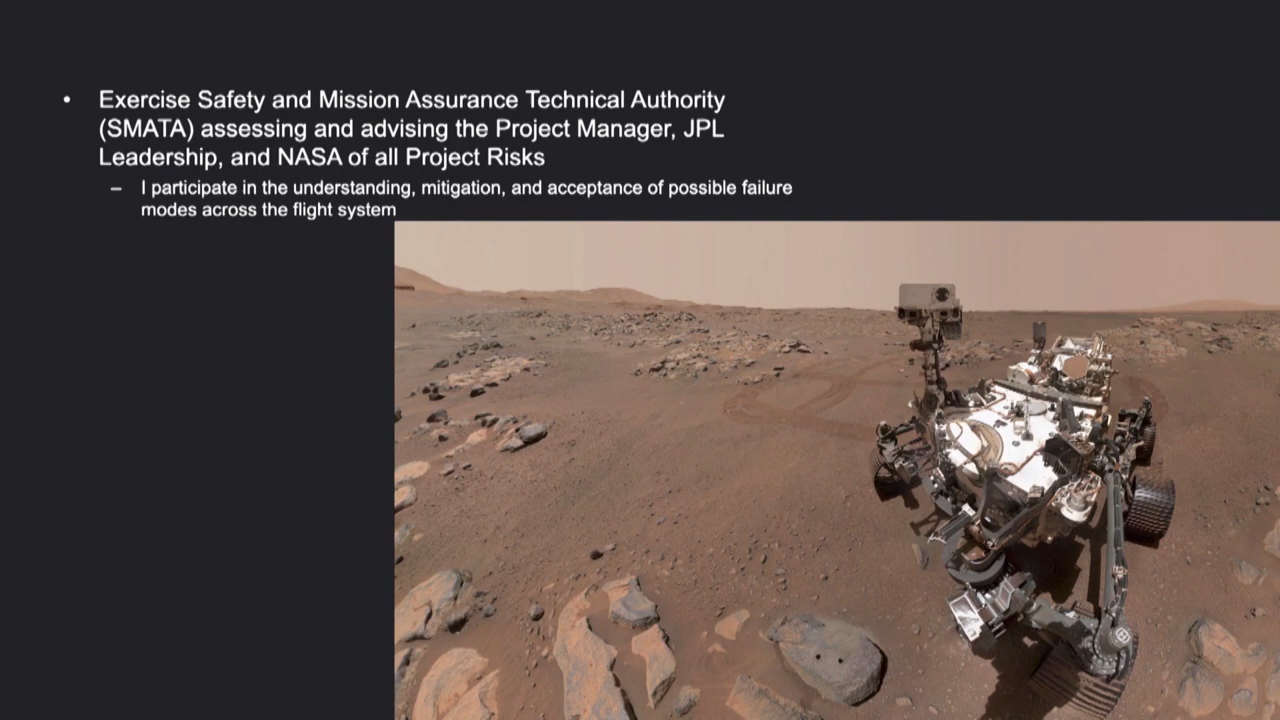 • Exercise Safety and Mission Assurance Technical Authority
(SMATA) assessing and advising the Project Manager, JPL
Leadership, and NASA of all Project Risks
– I participate in the understanding, mitigation, and acceptance of possible failure
modes across the flight system